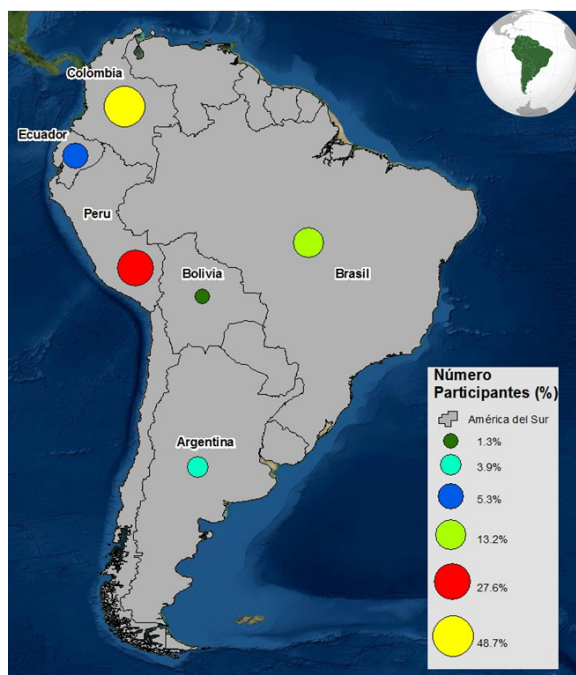 Colombia
Ecuador
Peru
Bolivia
Brasil
Argentina
Número
Participantes (%)
América del Sur
1.3%
3.9%
5.3%
13.2%
27.6%
48.7%